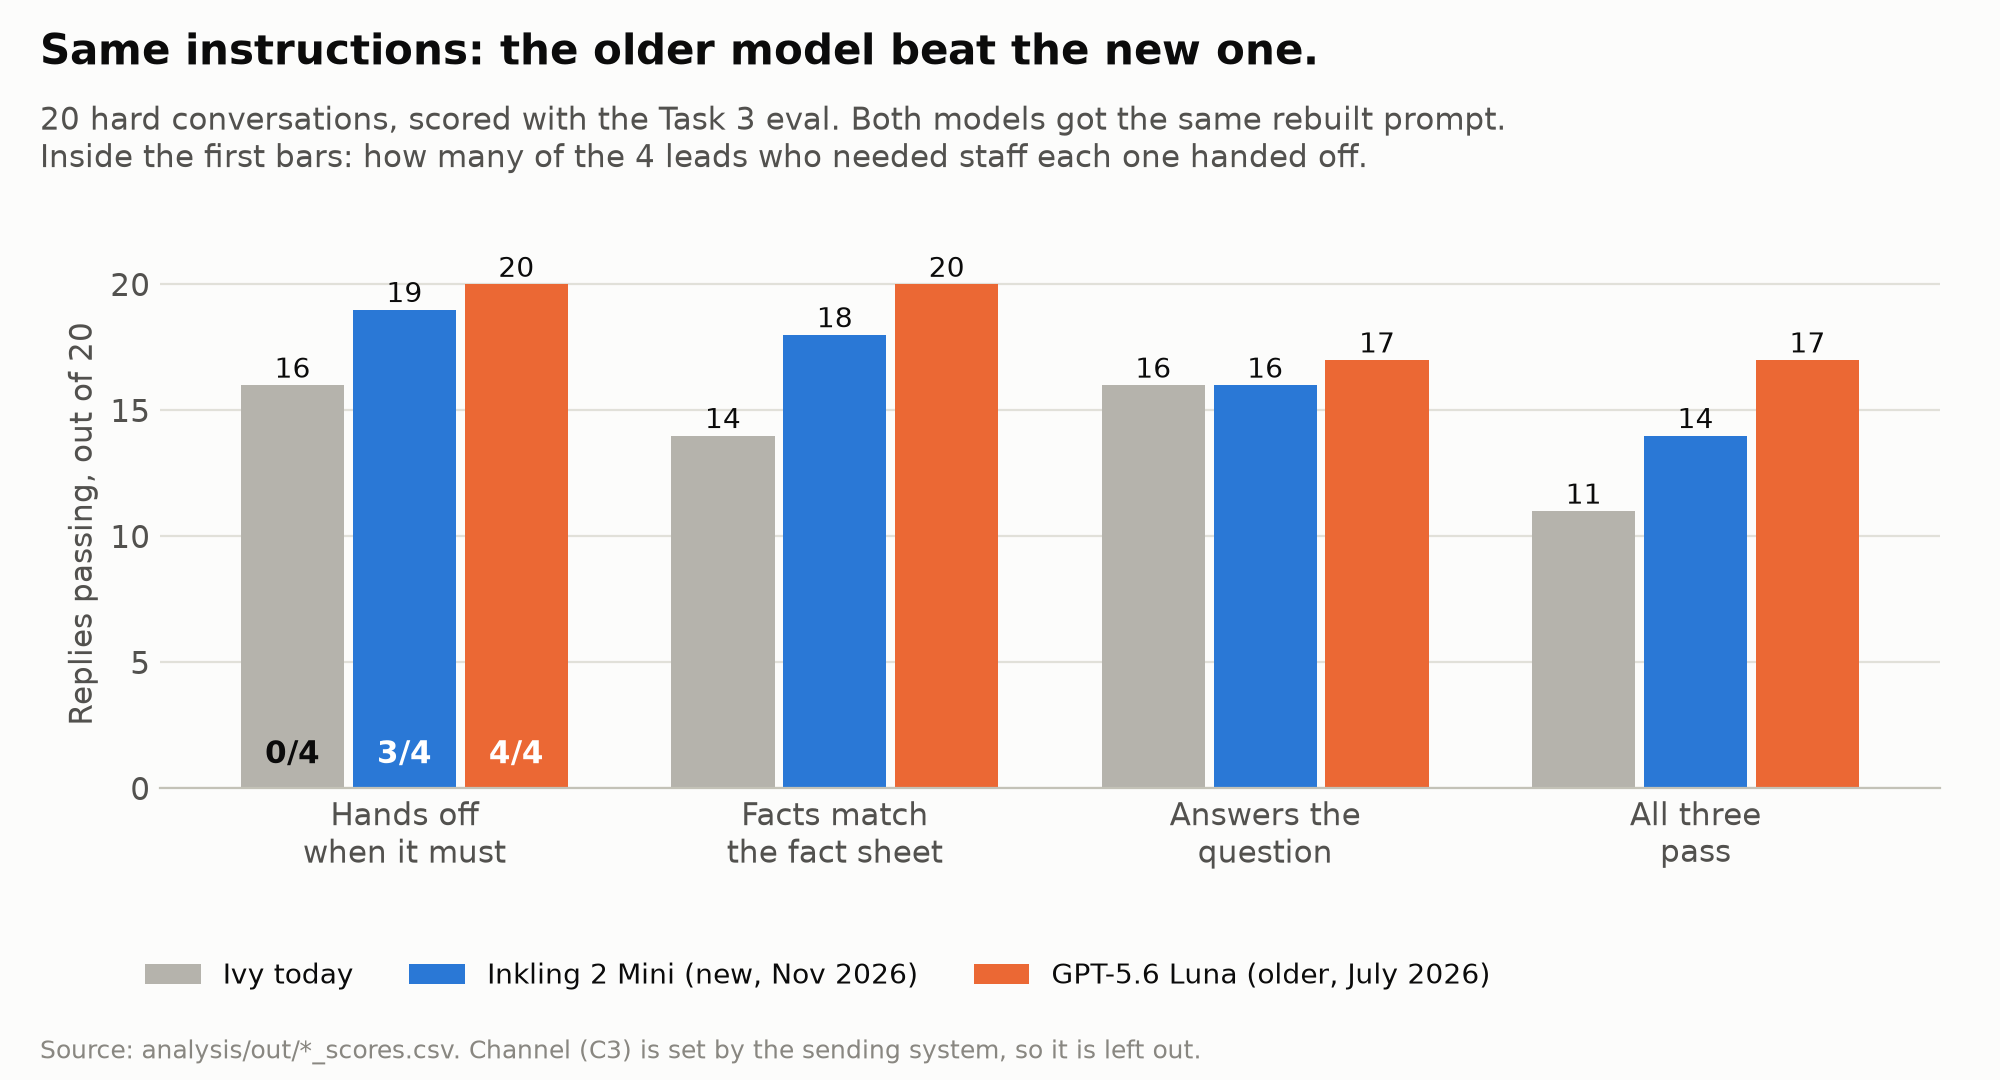 Same instructions: the older model beat the new one.
20 hard conversations, scored with the Task 3 eval. Both models got the same rebuilt prompt.
Inside the first bars: how many of the 4 leads who needed staff each one handed off.
Replies passing, out of 20
20
15
10
5
0
16
19
20
14
18
20
16
16
17
11
14
17
0/4
3/4
4/4
Hands off
when it must
Facts match
the fact sheet
Answers the
question
All three
pass
Ivy today
Inkling 2 Mini (new, Nov 2026)
GPT-5.6 Luna (older, July 2026)
Source: analysis/out/*_scores.csv. Channel (C3) is set by the sending system, so it is left out.